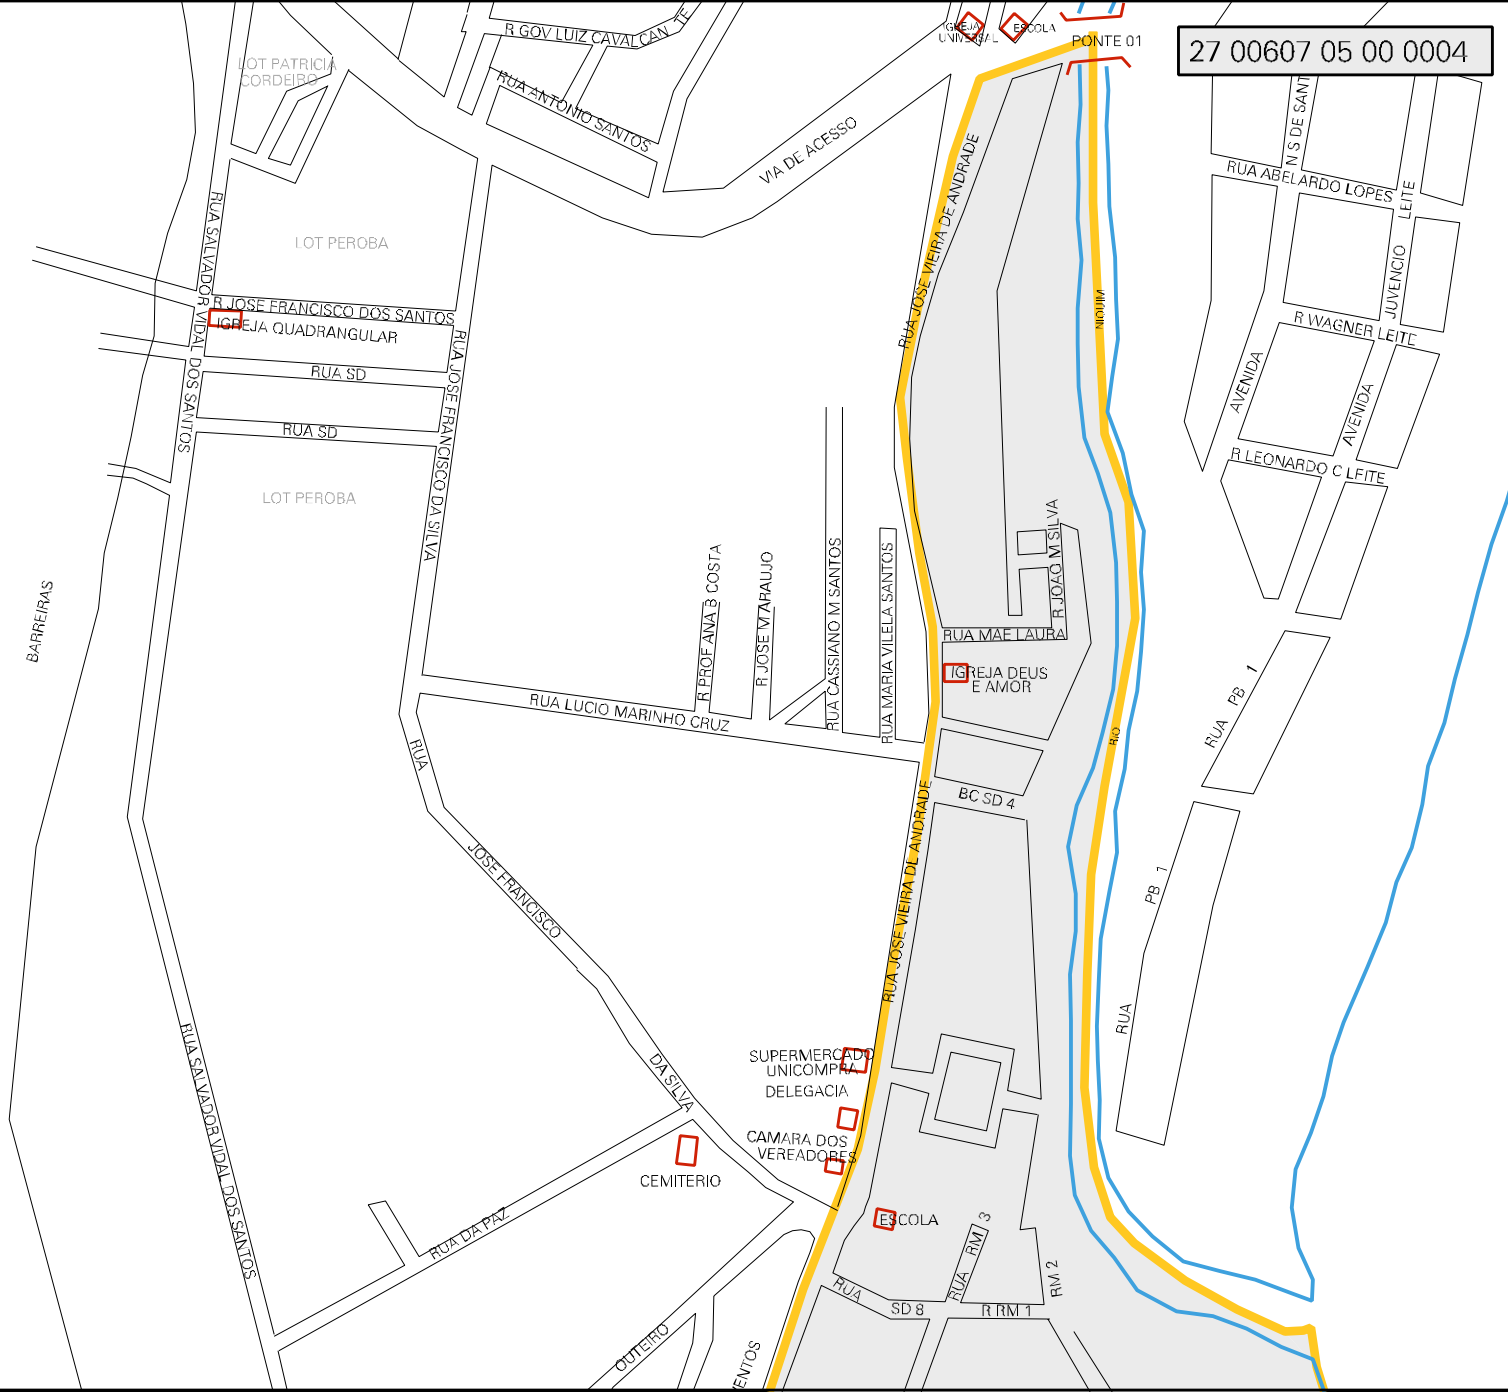 27 00607 05 00 0004
IGREJA
UNIVERSAL
ESCOLA
PONTE 01
R GOV LUIZ CAVALCAN TE
LOT PATRICIA
CORDEIRO
RUA ANTONIO SANTOS
VIA DE ACESSO
RUA JOSE VIEIRA DE ANDRADE
N S DE SANT
RUA ABELARDO LOPES
LEITE
JUVENCIO
RUA SALVADOR VIDAL DOS SANTOS
LOT PEROBA
R JOSE FRANCISCO DOS SANTOS
IGREJA QUADRANGULAR
RUA SD
RUA SD
RUA JOSE FRANCISCO DA SILVA
NIQUIM
R WAGNER LEITE
AVENIDA
AVENIDA
R LEONARDO C LEITE
LOT PEROBA
BARREIRAS
R PROF ANA B COSTA
R JOSE M ARAUJO
RUA CASSIANO M SANTOS
RUA MARIA VILELA SANTOS
R JOAO M SILVA
RUA MAE LAURA
IGREJA DEUS
E AMOR
RUA LUCIO MARINHO CRUZ
RUA
RIO
RUA PB 1
BC SD 4
RUA JOSE VIEIRA DE ANDRADE
JOSE FRANCISCO
PB 1
RUA
SUPERMERCADO
UNICOMPRA
DELEGACIA
DA SILVA
CAMARA DOS
VEREADORES
CEMITERIO
RUA SALVADOR VIDAL DOS SANTOS
ESCOLA
RUA DA PAZ
RUA RM 3
RM 2
RUA
SD 8
R RM 1
OUTEIRO
ENTOS